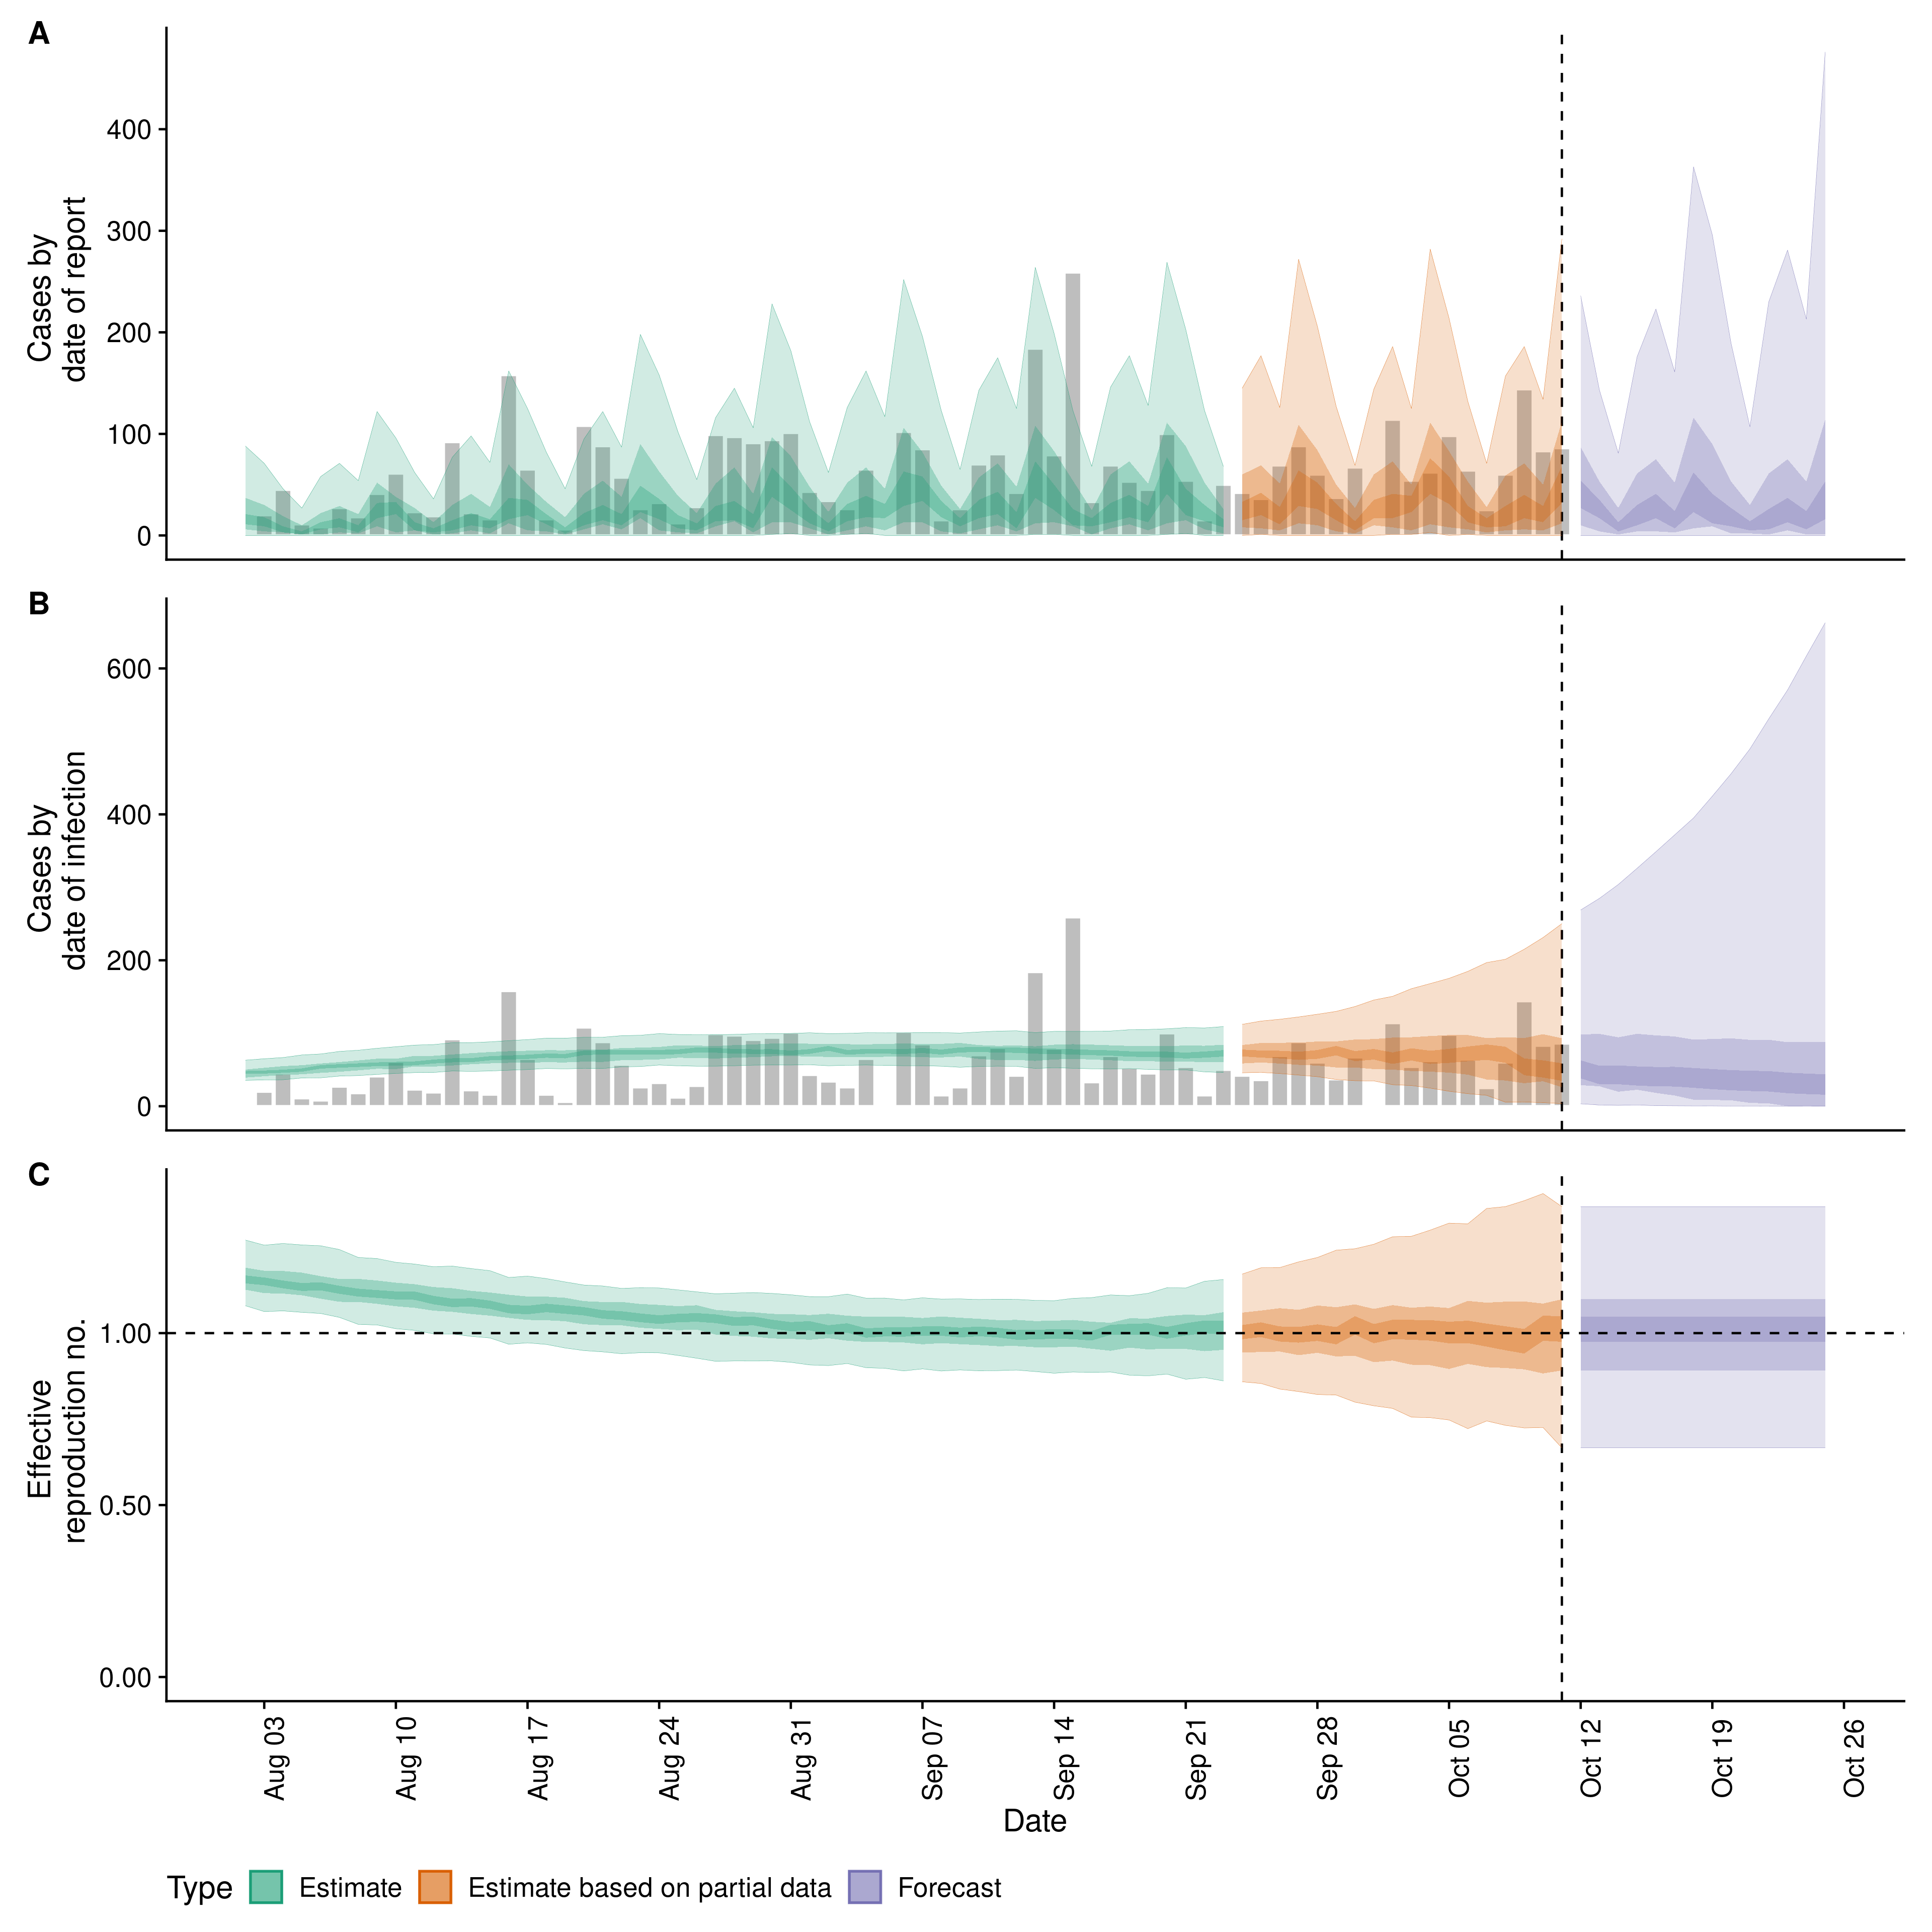 A
Cases by
date of report
400
300
200
100
0
B
Cases by
date of infection
600
400
200
0
C
Effective
reproduction no.
1.00
0.50
0.00
Aug 03
Aug 10
Aug 17
Aug 24
Aug 31
Sep 07
Sep 14
Sep 21
Sep 28
Oct 05
Oct 12
Oct 19
Oct 26
Date
Type Estimate Estimate based on partial data Forecast